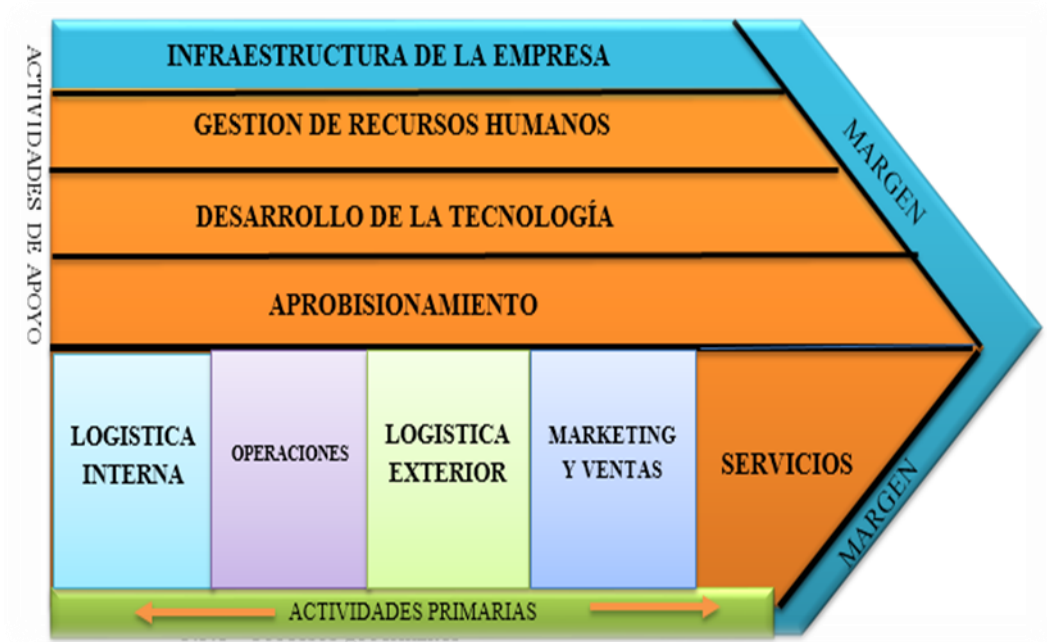 ACTIVIDADES DE APOYO
INFRAESTRUCTURA DE LA EMPRESA
GESTION DE RECURSOS HUMANOS
DESARROLLO DE LA TECNOLOGÍA
APROBISIONAMIENTO
MARGEN
LOGISTICA
INTERNA
OPERACIONES
LOGISTICA
EXTERIOR
MARKETING
Y VENTAS
SERVICIOS
MARGEN
ACTIVIDADES PRIMARIAS